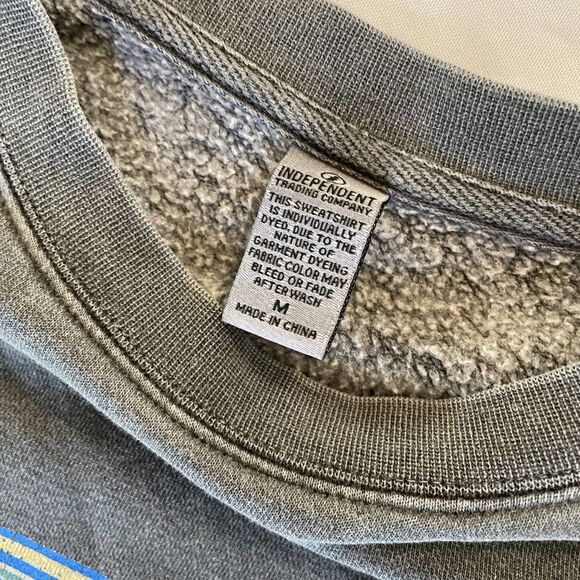 INDEPENDENT
TRADING COMPANY
THIS SWEATSHIRT
IS INDIVIDUALLY
DYED. DUE TO THE
NATURE OF
GARMENT DYEING
FABRIC COLOR MAY
BLEED OR FADE
AFTER WASH
M
MADE IN CHINA